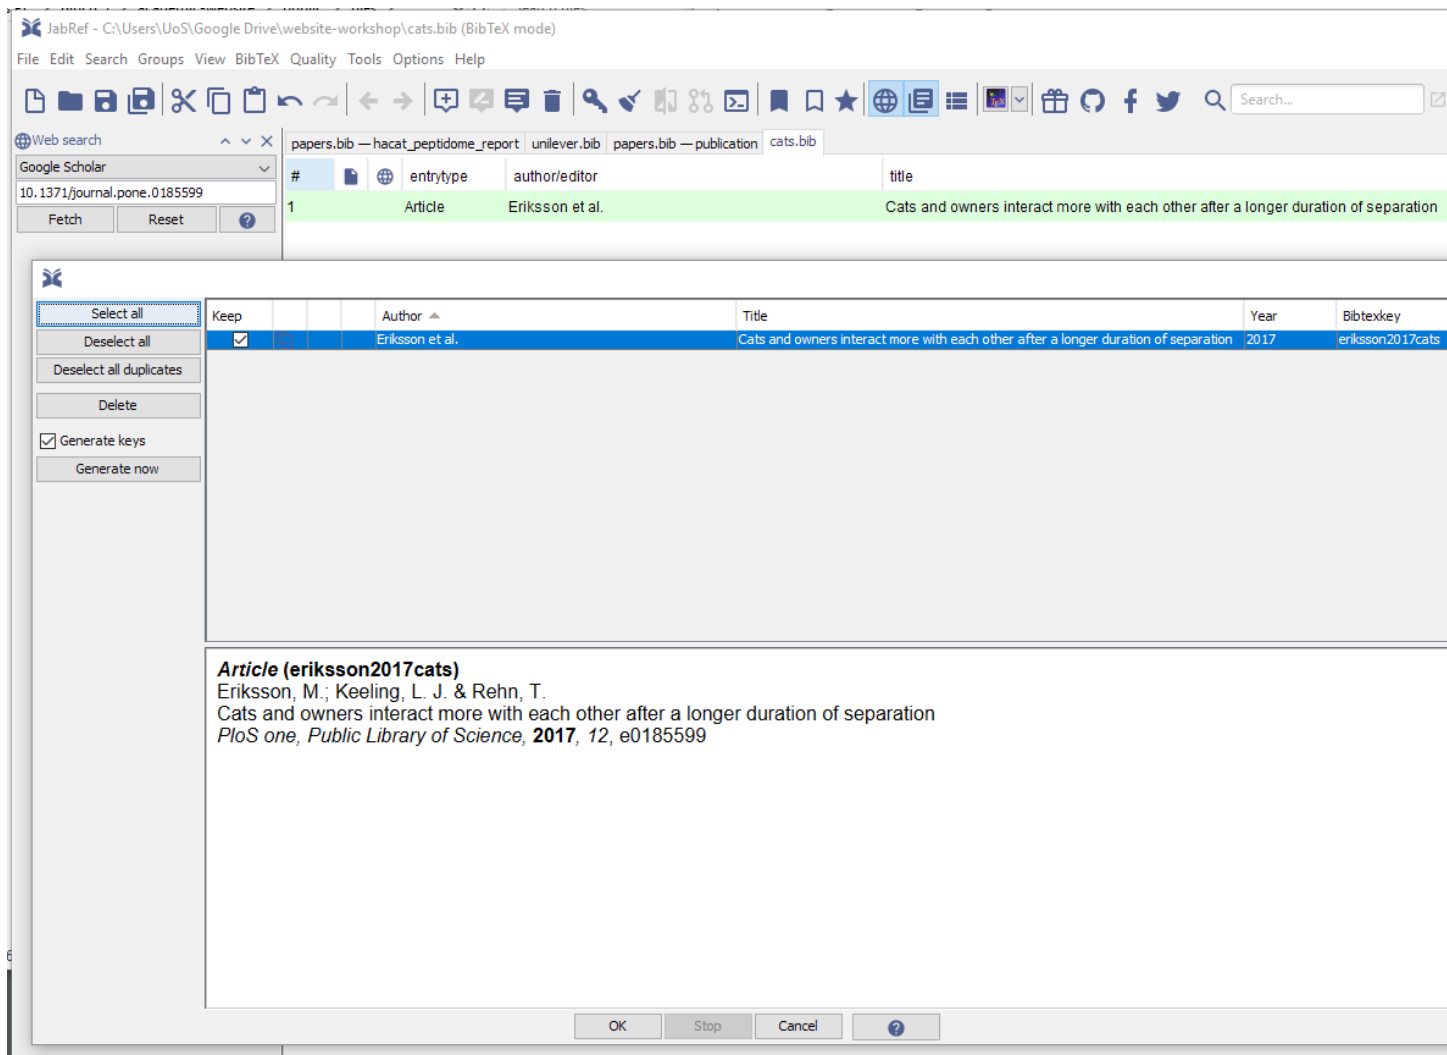 JabRef - C:\Users\UoS\Google Drive\website-workshop\cats.bib (BibTeX mode)
File Edit Search Groups View BibTeX Quality Tools Options Help
Search...
Web search
papers.bib — hacat_peptidome_report unilever.bib papers.bib — publication cats.bib
Google Scholar
# entrytype author/editor title
10.1371/journal.pone.0185599
1 Article Eriksson et al. Cats and owners interact more with each other after a longer duration of separation
Fetch Reset ?
Select all
Deselect all
Deselect all duplicates
Delete
Generate keys
Generate now
Keep Author Title Year Bibtexkey
Eriksson et al. Cats and owners interact more with each other after a longer duration of separation 2017 eriksson2017cats
Article (eriksson2017cats)
Eriksson, M.; Keeling, L. J. & Rehn, T.
Cats and owners interact more with each other after a longer duration of separation
PloS one, Public Library of Science, 2017, 12, e0185599
OK Stop Cancel ?